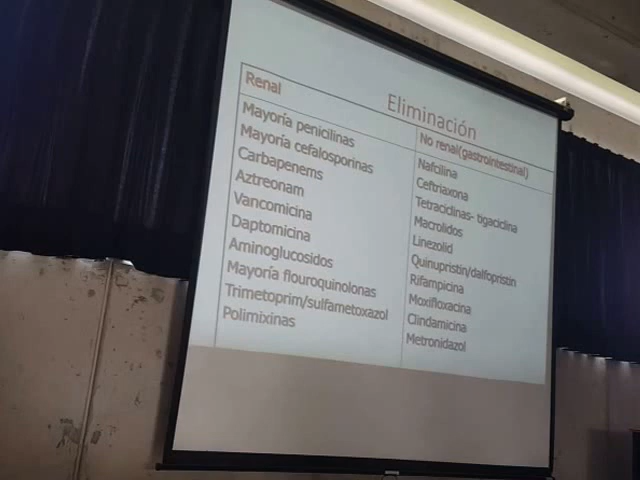 Eliminación
Renal
Mayoría penicilinas
Mayoría cefalosporinas
Carbapenems
Aztreonam
Vancomicina
Daptomicina
Aminoglucosidos
Mayoría flouroquinolonas
Trimetoprim/sulfametoxazol
Polimixinas
No renal(gastrointestinal)
Nafcilina
Ceftriaxona
Tetraciclinas- tigaciclina
Macrolidos
Linezolid
Quinupristin/dalfopristin
Rifampicina
Moxifloxacina
Clindamicina
Metronidazol